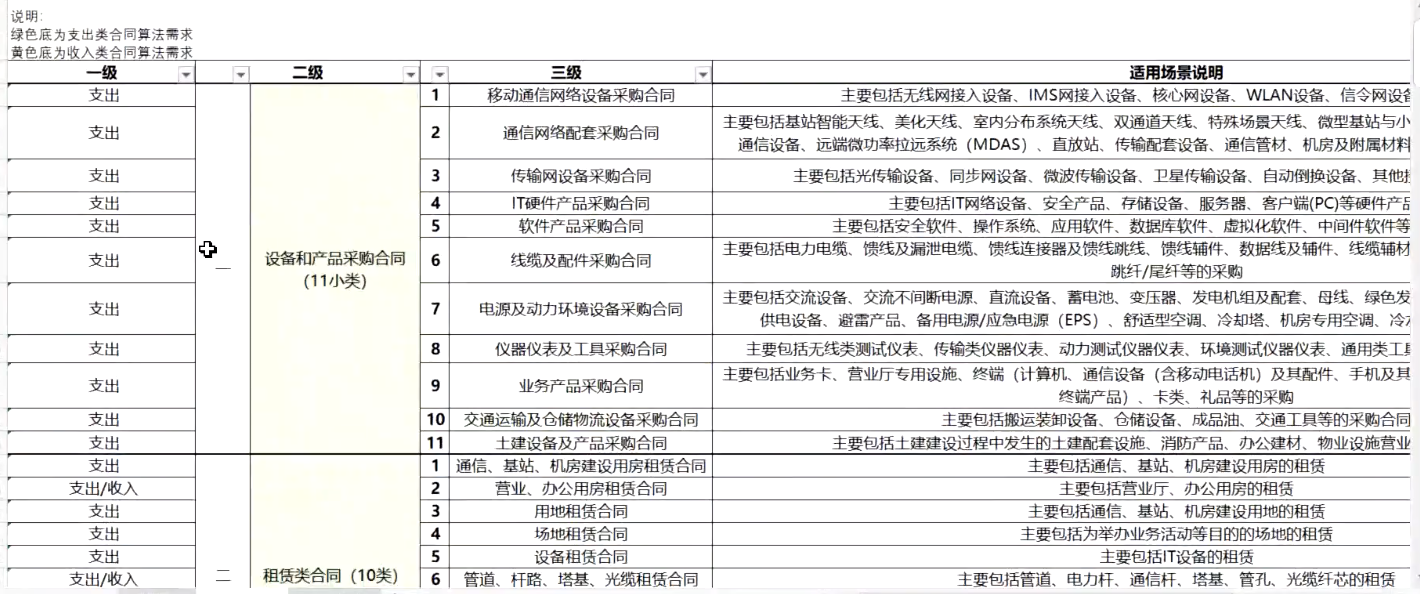 说明:
绿色底为支出类合同算法需求
黄色底为收入类合同算法需求
一级 二级 三级 适用场景说明
支出 1 移动通信网络设备采购合同 主要包括无线网接入设备、IMS网接入设备、核心网设备、WLAN设备、信令网设备
支出 2 通信网络配套采购合同 主要包括基站智能天线、美化天线、室内分布系统天线、双通道天线、特殊场景天线、微型基站与小
通信设备、远端微功率拉远系统（MDAS）、直放站、传输配套设备、通信管材、机房及附属材料
支出 3 传输网设备采购合同 主要包括光传输设备、同步网设备、微波传输设备、卫星传输设备、自动倒换设备、其他
支出 4 IT硬件产品采购合同 主要包括IT网络设备、安全产品、存储设备、服务器、客户端(PC)等硬件产品
支出 5 软件产品采购合同 主要包括安全软件、操作系统、应用软件、数据库软件、虚拟化软件、中间件软件等
一 设备和产品采购合同
（11小类）
支出 6 线缆及配件采购合同 主要包括电力电缆、馈线及漏泄电缆、馈线连接器及馈线跳线、馈线辅件、数据线及辅件、线缆辅材
跳纤/尾纤等的采购
支出 7 电源及动力环境设备采购合同 主要包括交流设备、交流不间断电源、直流设备、蓄电池、变压器、发电机组及配套、母线、绿色发
供电设备、避雷产品、备用电源/应急电源（EPS）、舒适型空调、冷却塔、机房专用空调、冷水
支出 8 仪器仪表及工具采购合同 主要包括无线类测试仪表、传输类仪器仪表、动力测试仪器仪表、环境测试仪器仪表、通用类工具
支出 9 业务产品采购合同 主要包括业务卡、营业厅专用设施、终端（计算机、通信设备（含移动电话机）及其配件、手机及其
终端产品）、卡类、礼品等的采购
支出 10 交通运输及仓储物流设备采购合同 主要包括搬运装卸设备、仓储设备、成品油、交通工具等的采购合同
支出 11 土建设备及产品采购合同 主要包括土建建设过程中发生的土建配套设施、消防产品、办公建材、物业设施营业
支出 1 通信、基站、机房建设用房租赁合同 主要包括通信、基站、机房建设用房的租赁
支出/收入 2 营业、办公用房租赁合同 主要包括营业厅、办公用房的租赁
支出 3 用地租赁合同 主要包括通信、基站、机房建设用地的租赁
支出 4 场地租赁合同 主要包括为举办业务活动等目的的场地的租赁
支出 5 设备租赁合同 主要包括IT设备的租赁
支出/收入 二 租赁类合同（10类） 6 管道、杆路、塔基、光缆租赁合同 主要包括管道、电力杆、通信杆、塔基、管孔、光缆纤芯的租赁